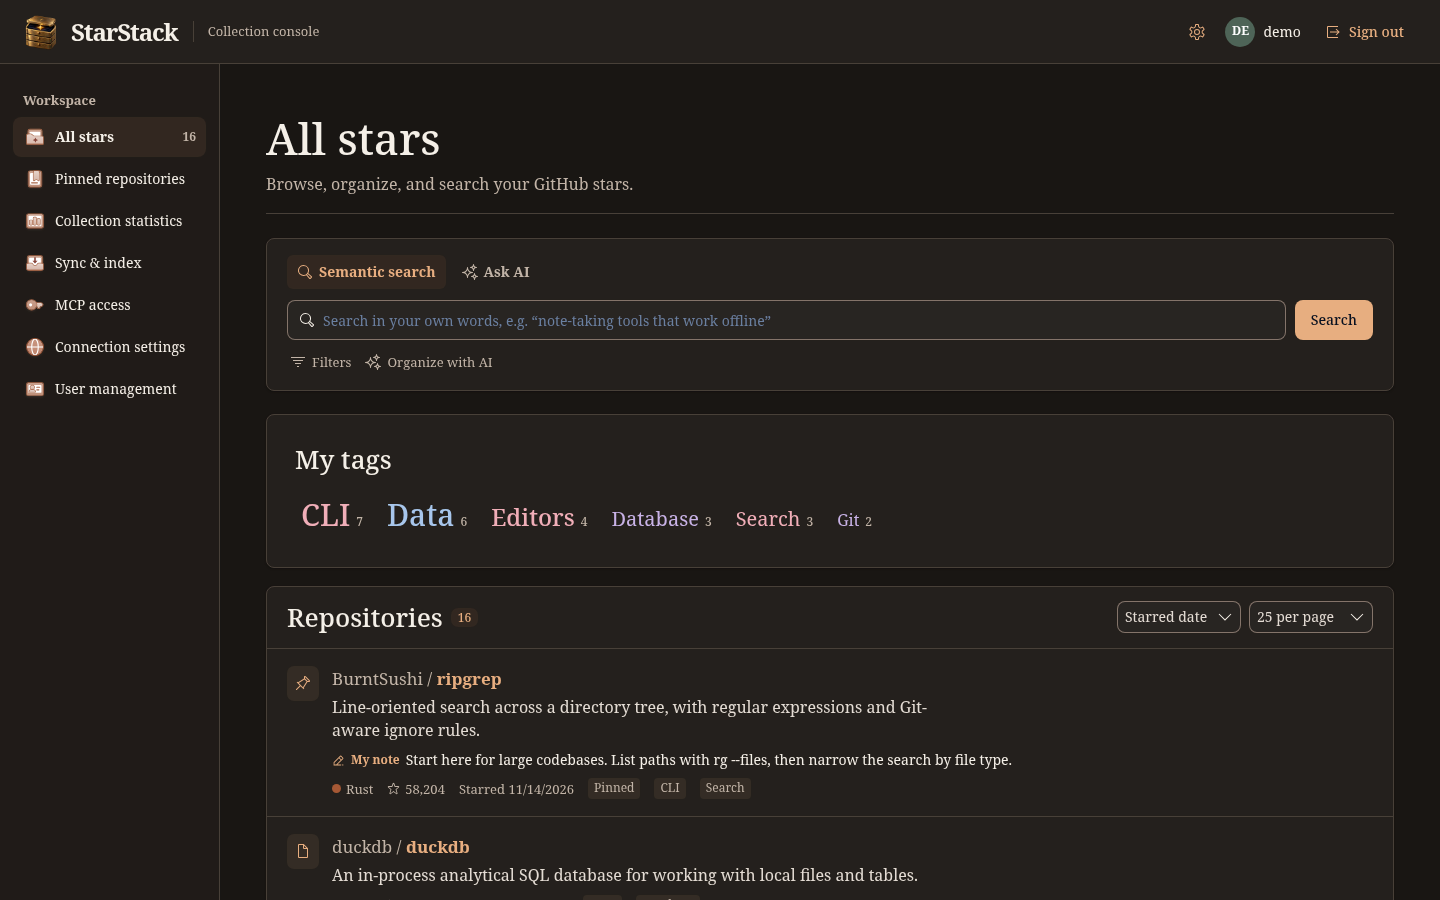 StarStack
Collection console
DE
demo
Sign out
Workspace
All stars 16
Pinned repositories
Collection statistics
Sync & index
MCP access
Connection settings
User management
All stars
Browse, organize, and search your GitHub stars.
Semantic search
Ask AI
Search in your own words, e.g. “note-taking tools that work offline”
Search
Filters
Organize with AI
My tags
CLI 7 Data 6 Editors 4 Database 3 Search 3 Git 2
Repositories 16
Starred date
25 per page
BurntSushi / ripgrep
Line-oriented search across a directory tree, with regular expressions and Git-
aware ignore rules.
My note Start here for large codebases. List paths with rg --files, then narrow the search by file type.
Rust 58,204 Starred 11/14/2026 Pinned CLI Search
duckdb / duckdb
An in-process analytical SQL database for working with local files and tables.